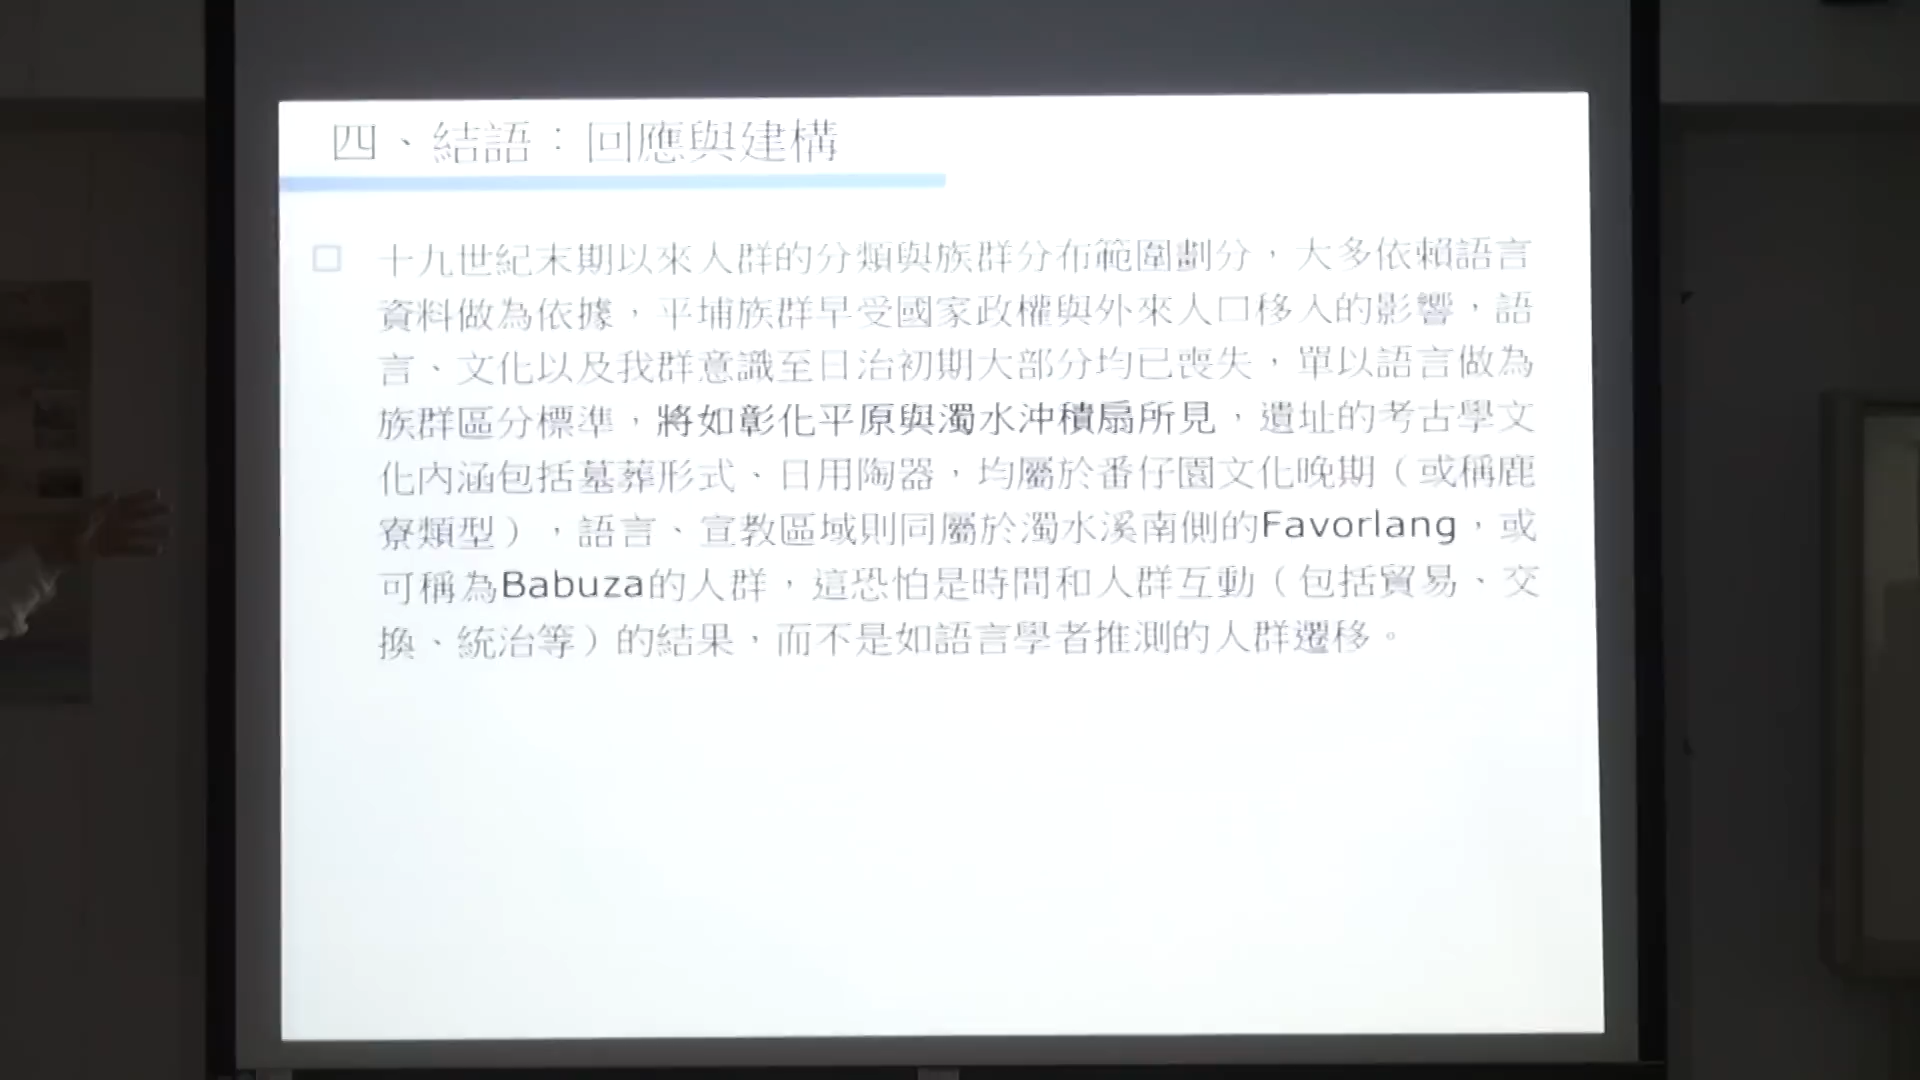 四、結語：回應與建構
十九世紀末期以來人群的分類與族群分布範圍劃分，大多依賴語言
資料做為依據，平埔族群早受國家政權與外來人口移入的影響，語
言、文化以及我群意識至日治初期大部分均已喪失，單以語言做為
族群區分標準，將如彰化平原與濁水沖積扇所見，遺址的考古學文
化內涵包括墓葬形式、日用陶器，均屬於番仔園文化晚期（或稱鹿
寮類型），語言、宣教區域則同屬於濁水溪南側的Favorlang，或
可稱為Babuza的人群，這恐怕是時間和人群互動（包括貿易、交
換、統治等）的結果，而不是如語言學者推測的人群遷移。